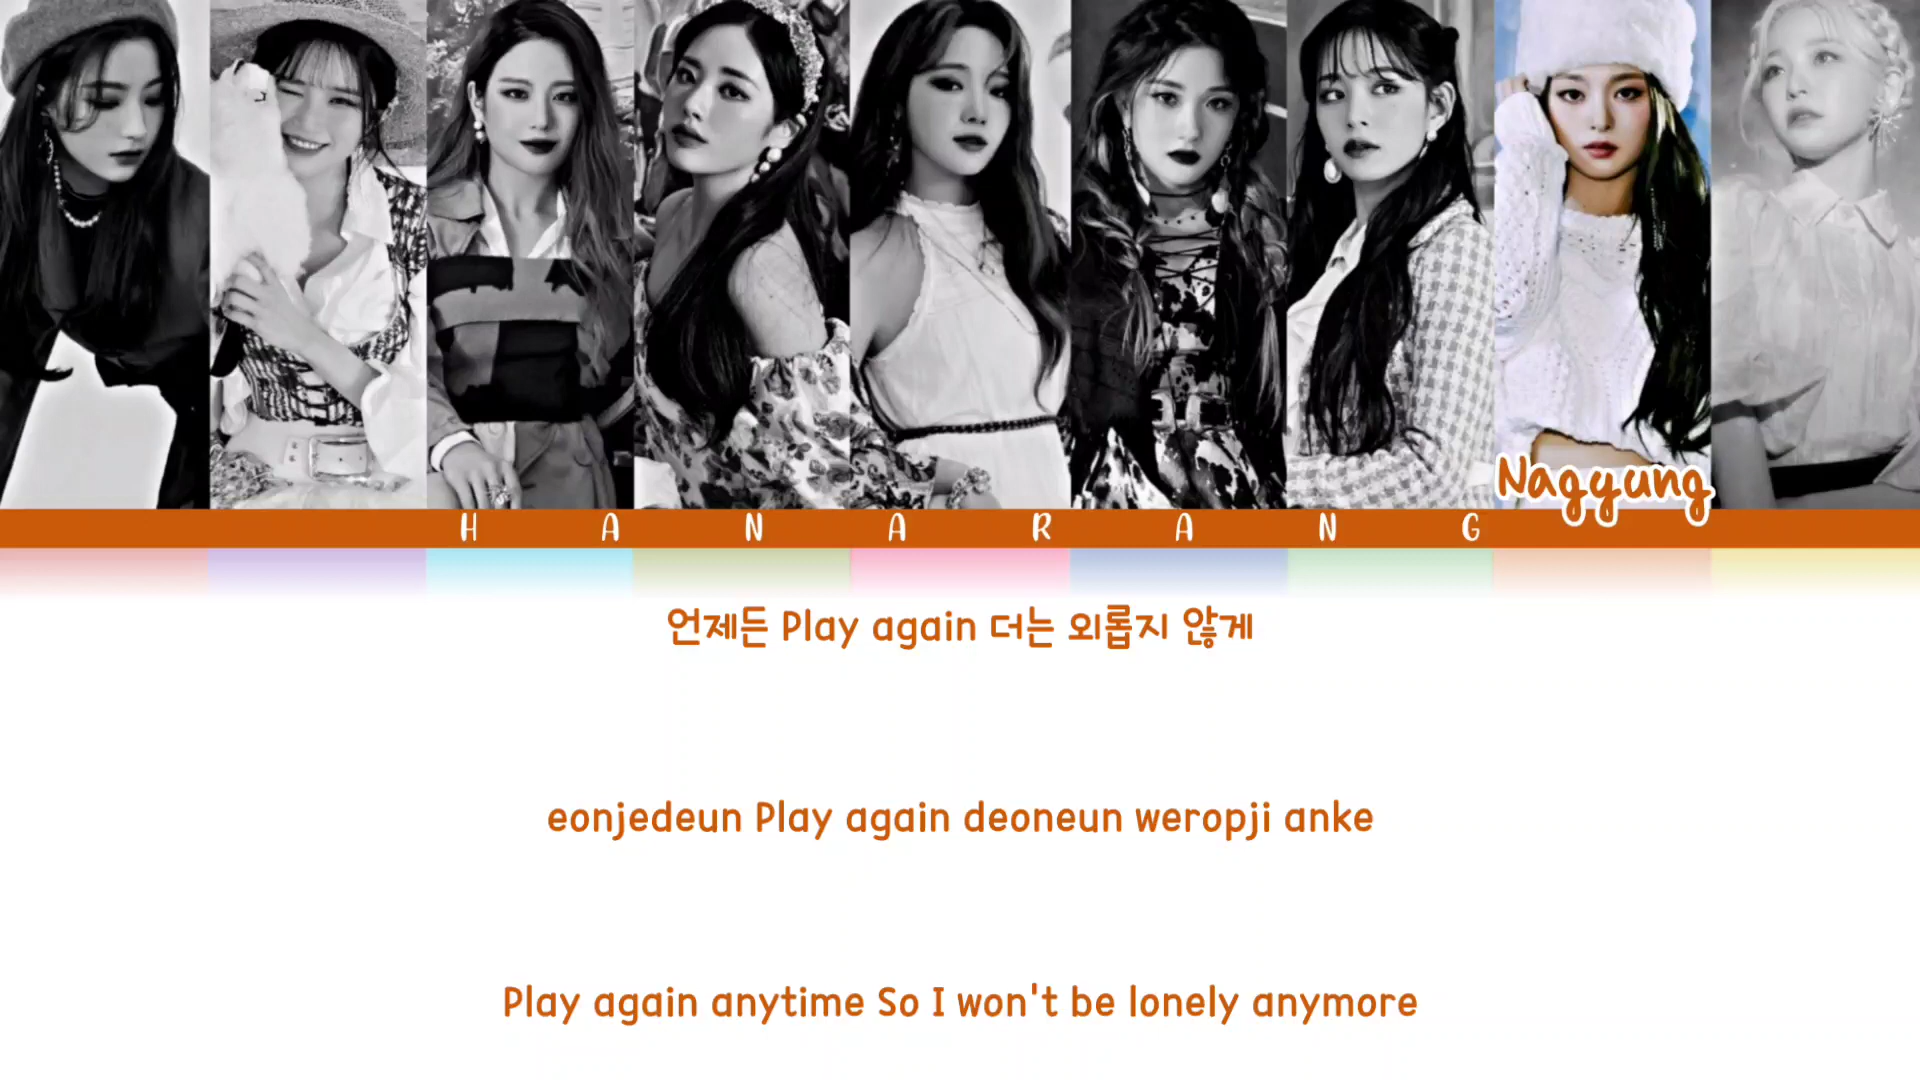 Nagyung
H A N A R A N G
언제든 Play again 더는 외롭지 않게
eonjedeun Play again deoneun weropji anke
Play again anytime So I won't be lonely anymore